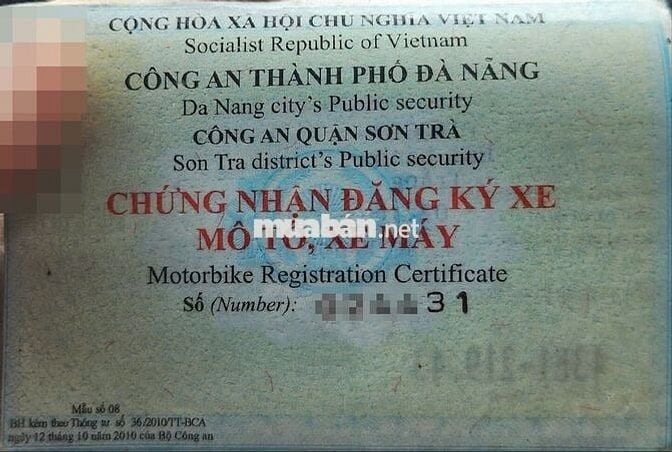 CỘNG HÒA XÃ HỘI CHỦ NGHĨA VIỆT NAM
Socialist Republic of Vietnam
CÔNG AN THÀNH PHỐ ĐÀ NẴNG
Da Nang city's Public security
CÔNG AN QUẬN SƠN TRÀ
Son Tra district's Public security
CHỨNG NHẬN ĐĂNG KÝ XE
muaban.net
MÔ TÔ, XE MÁY
Motorbike Registration Certificate
Số (Number): 31
Mẫu số 08
BH kèm theo Thông tư số 36/2010/TT-BCA
ngày 12 tháng 10 năm 2010 của Bộ Công an